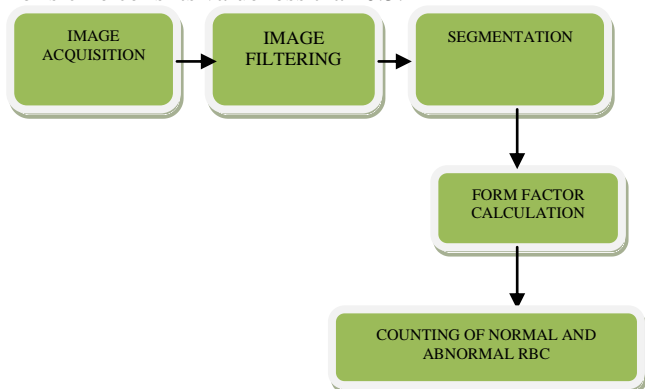 IMAGE
ACQUISITION
IMAGE
FILTERING
SEGMENTATION
FORM FACTOR
CALCULATION
COUNTING OF NORMAL AND
ABNORMAL RBC